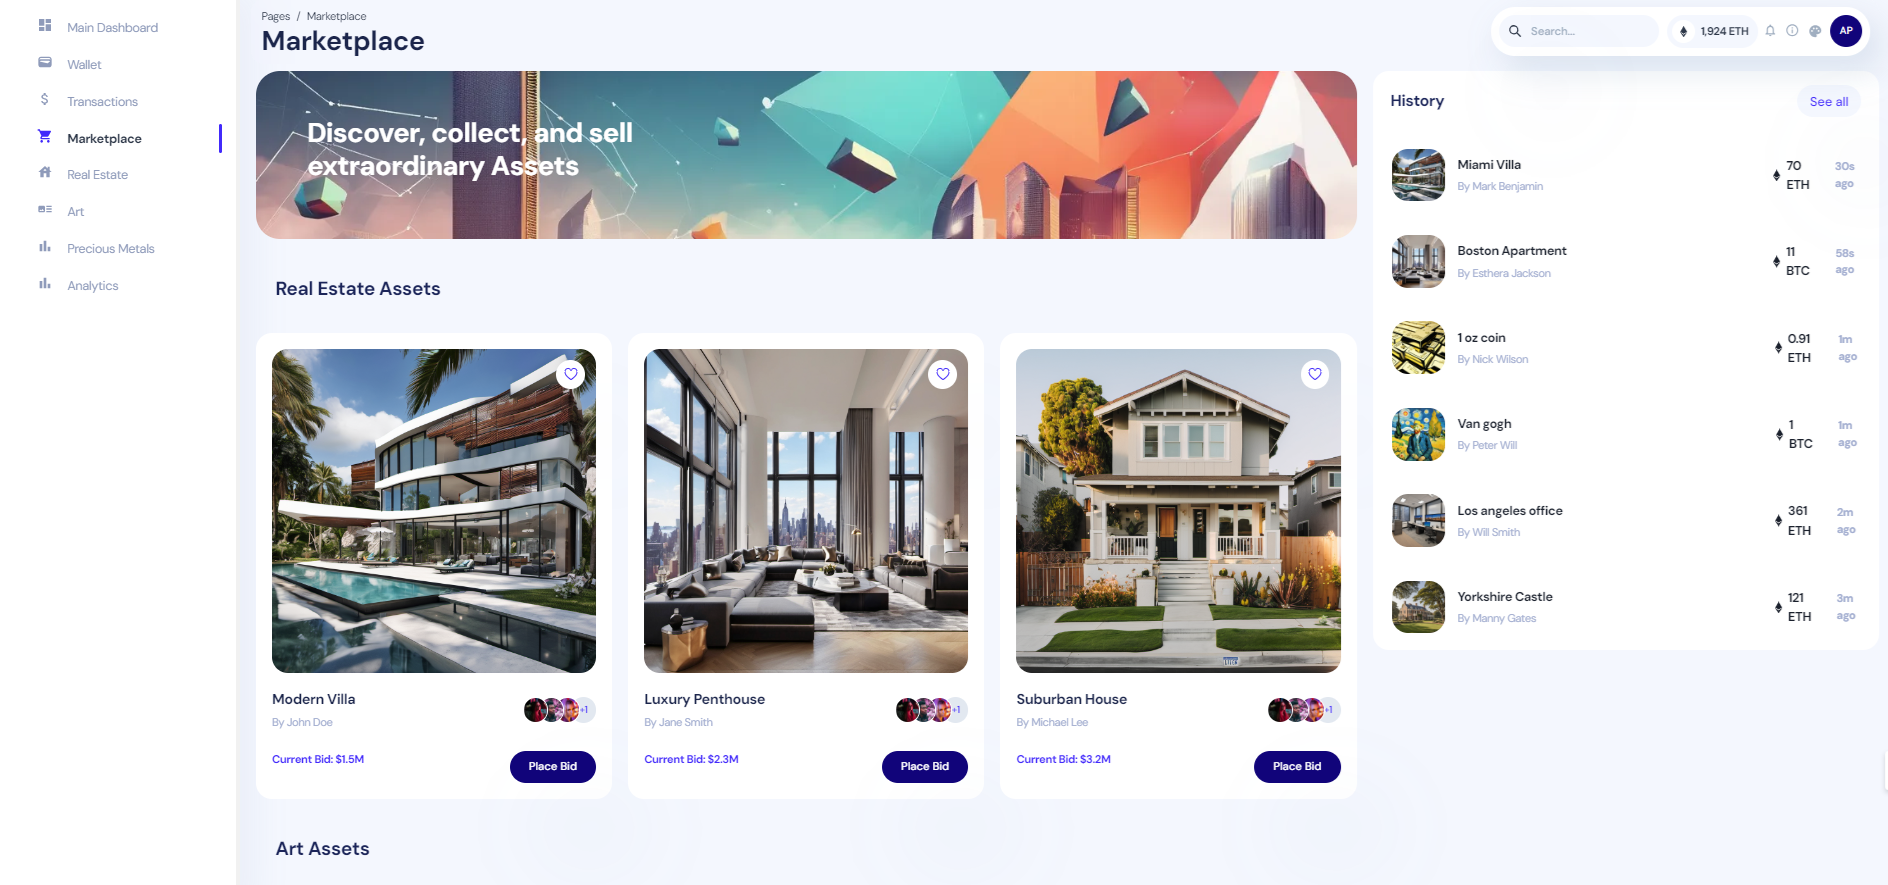 Main Dashboard
Wallet
Transactions
Marketplace
Real Estate
Art
Precious Metals
Analytics
Pages / Marketplace
Marketplace
Search...
1,924 ETH
AP
Discover, collect, and sell
extraordinary Assets
Real Estate Assets
Modern Villa
By John Doe
+1
Current Bid: $1.5M
Place Bid
Luxury Penthouse
By Jane Smith
+1
Current Bid: $2.3M
Place Bid
Suburban House
By Michael Lee
+1
Current Bid: $3.2M
Place Bid
Art Assets
History
See all
Miami Villa
By Mark Benjamin
70
ETH
30s
ago
Boston Apartment
By Esthera Jackson
11
BTC
58s
ago
1 oz coin
By Nick Wilson
0.91
ETH
1m
ago
Van gogh
By Peter Will
1
BTC
1m
ago
Los angeles office
By Will Smith
361
ETH
2m
ago
Yorkshire Castle
By Manny Gates
121
ETH
3m
ago